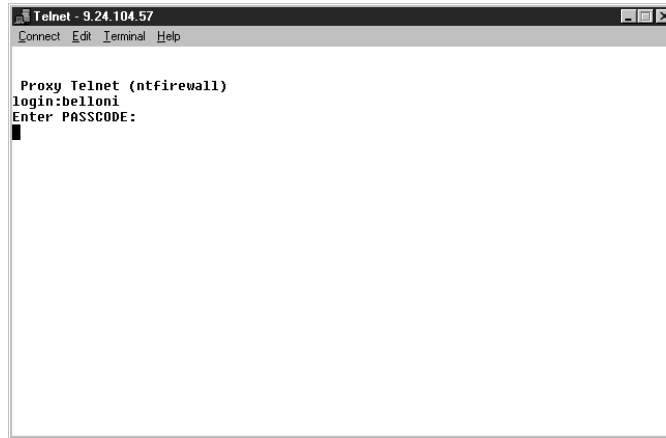 Telnet - 9.24.104.57
Connect Edit Terminal Help
Proxy Telnet (ntfirewall)
login:belloni
Enter PASSCODE: